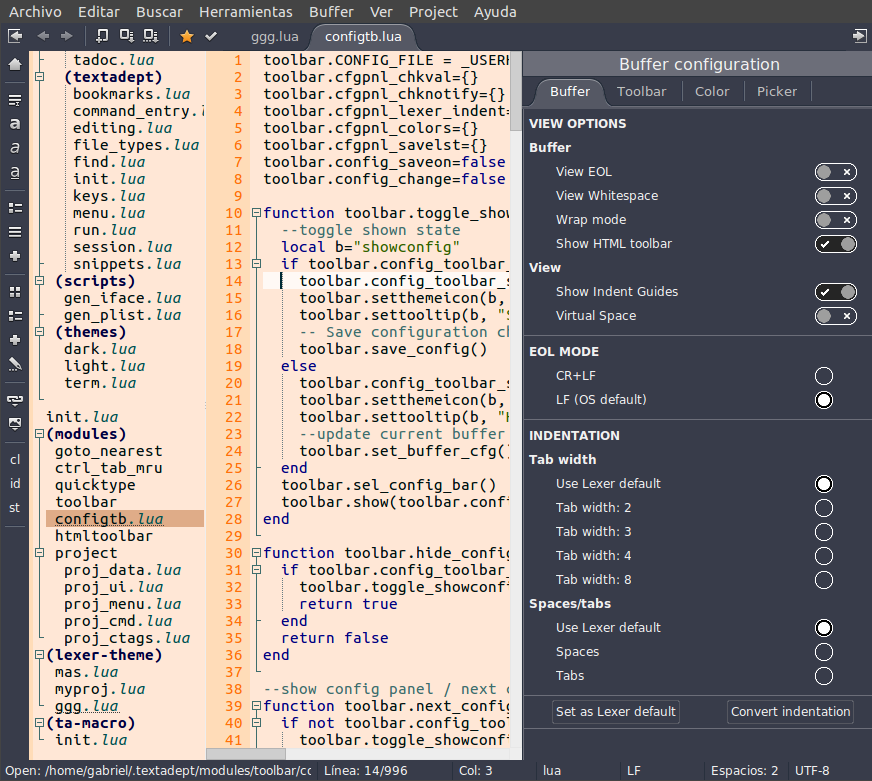 Archivo Editar Buscar Herramientas Buffer Ver Project Ayuda
ggg.lua configtb.lua
a
a
a
cl
id
st
tadoc.lua
(textadept)
bookmarks.lua
command_entry.
editing.lua
file_types.lua
find.lua
init.lua
keys.lua
menu.lua
run.lua
session.lua
snippets.lua
(scripts)
gen_iface.lua
gen_plist.lua
(themes)
dark.lua
light.lua
term.lua
init.lua
(modules)
goto_nearest
ctrl_tab_mru
quicktype
toolbar
configtb.lua
htmltoolbar
project
proj_data.lua
proj_ui.lua
proj_menu.lua
proj_cmd.lua
proj_ctags.lua
(lexer-theme)
mas.lua
myproj.lua
ggg.lua
(ta-macro)
init.lua
1 toolbar.CONFIG_FILE = _USERH
2 toolbar.cfgpnl_chkval={}
3 toolbar.cfgpnl_chknotify={}
4 toolbar.cfgpnl_lexer_indent=
5 toolbar.cfgpnl_colors={}
6 toolbar.cfgpnl_savelst={}
7 toolbar.config_saveon=false
8 toolbar.config_change=false
9
10 function toolbar.toggle_show
11 --toggle shown state
12 local b="showconfig"
13 if toolbar.config_toolbar_
14 toolbar.config_toolbar_s
15 toolbar.setthemeicon(b,
16 toolbar.settooltip(b, "S
17 -- Save configuration ch
18 toolbar.save_config()
19 else
20 toolbar.config_toolbar_s
21 toolbar.setthemeicon(b,
22 toolbar.settooltip(b, "H
23 --update current buffer
24 toolbar.set_buffer_cfg()
25 end
26 toolbar.sel_config_bar()
27 toolbar.show(toolbar.conf
28 end
29
30 function toolbar.hide_config
31 if toolbar.config_toolbar_
32 toolbar.toggle_showconf
33 return true
34 end
35 return false
36 end
37
38 --show config panel / next c
39 function toolbar.next_config
40 if not toolbar.config_tool
41 toolbar.toggle_showconf
Buffer configuration
Buffer Toolbar Color Picker
VIEW OPTIONS
Buffer
View EOL
View Whitespace
Wrap mode
Show HTML toolbar
View
Show Indent Guides
Virtual Space
EOL MODE
CR+LF
LF (OS default)
INDENTATION
Tab width
Use Lexer default
Tab width: 2
Tab width: 3
Tab width: 4
Tab width: 8
Spaces/tabs
Use Lexer default
Spaces
Tabs
Set as Lexer default Convert indentation
Open: /home/gabriel/.textadept/modules/toolbar/cc Línea: 14/996 Col: 3 lua LF Espacios: 2 UTF-8